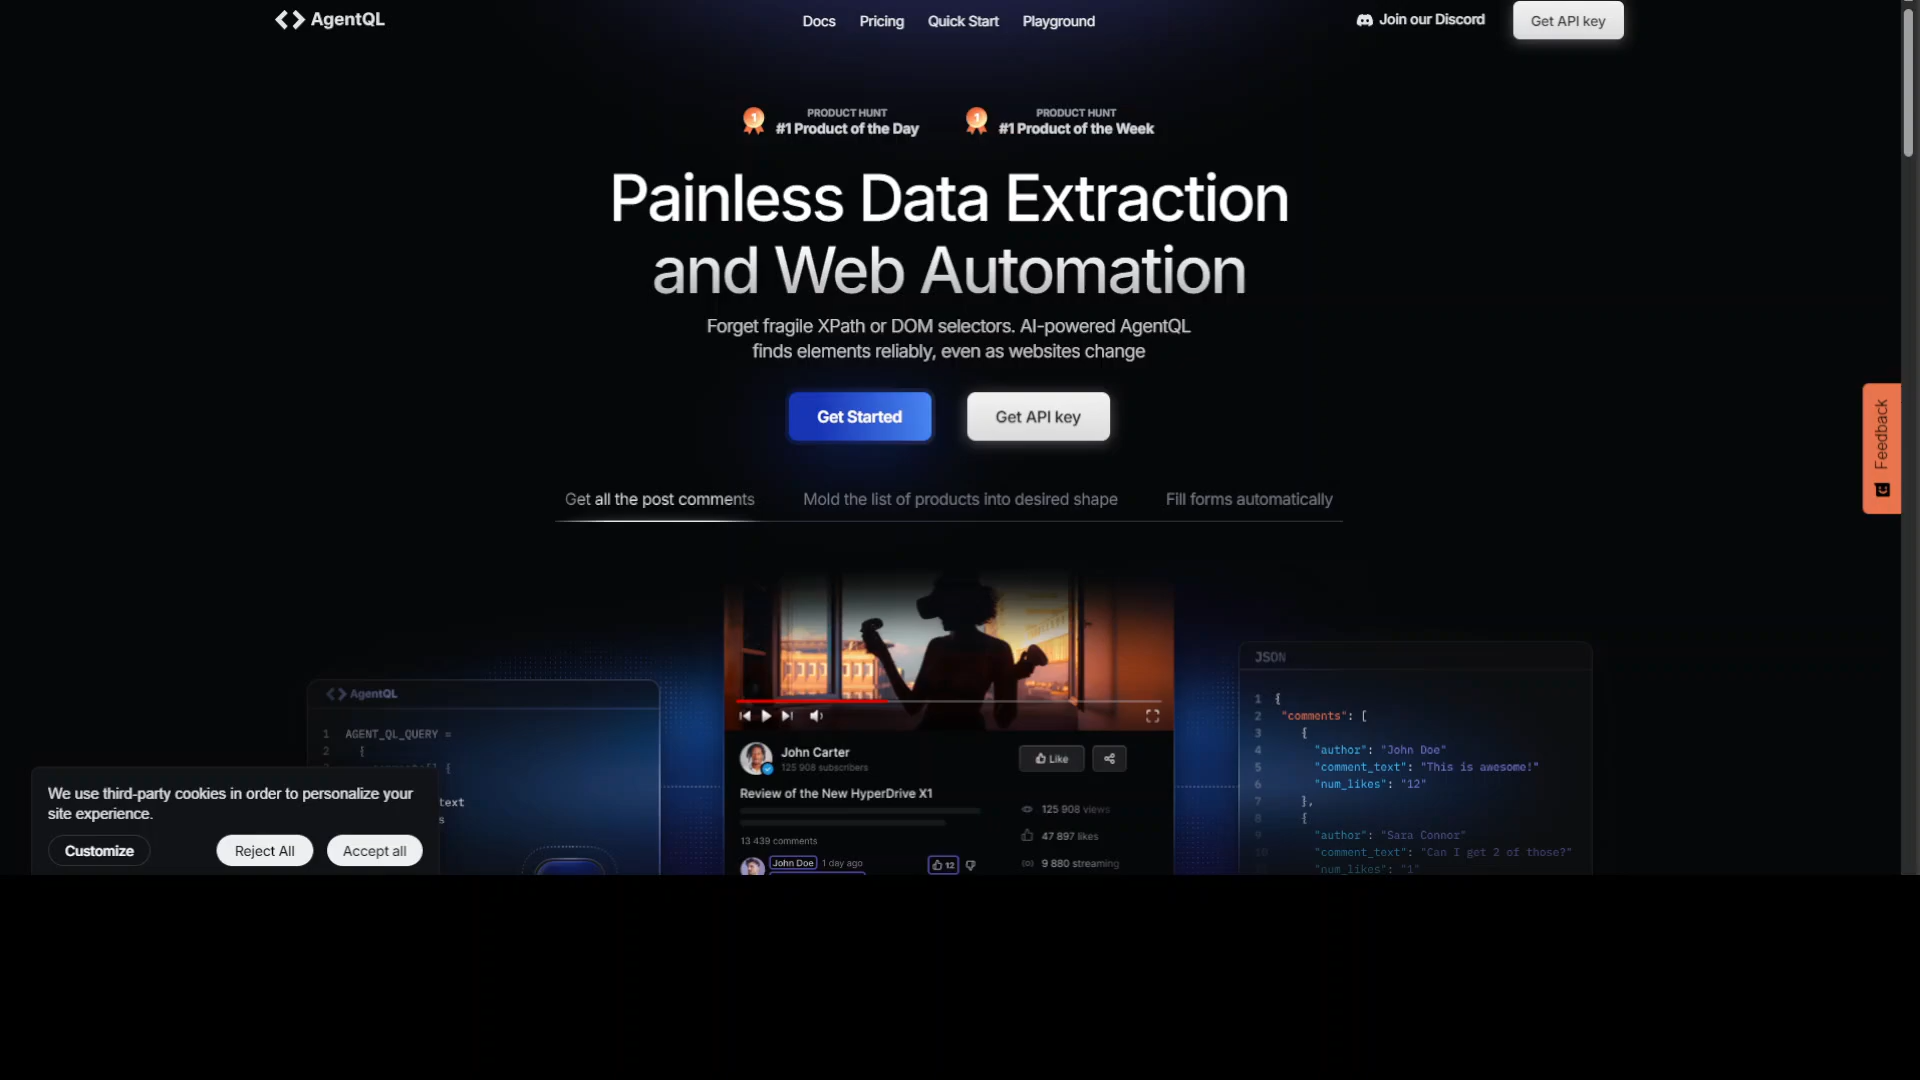 AgentQL
Docs
Pricing
Quick Start
Playground
Join our Discord
Get API key
PRODUCT HUNT
#1 Product of the Day
PRODUCT HUNT
#1 Product of the Week
Painless Data Extraction
and Web Automation
Forget fragile XPath or DOM selectors. AI-powered AgentQL
finds elements reliably, even as websites change
Get Started
Get API key
Feedback
Get all the post comments
Mold the list of products into desired shape
Fill forms automatically
AgentQL
1 AGENT_QL_QUERY =
2 {
We use third-party cookies in order to personalize your
site experience.
Customize
Reject All
Accept all
John Carter
125 908 subscribers
Like
Review of the New HyperDrive X1
125 908 views
47 897 likes
9 880 streaming
13 439 comments
John Doe 1 day ago
12
JSON
1 {
2 "comments": [
3 {
4 "author": "John Doe"
5 "comment_text": "This is awesome!"
6 "num_likes": "12"
7 },
8 {
9 "author": "Sara Connor"
10 "comment_text": "Can I get 2 of those?"
"num_likes": "1"